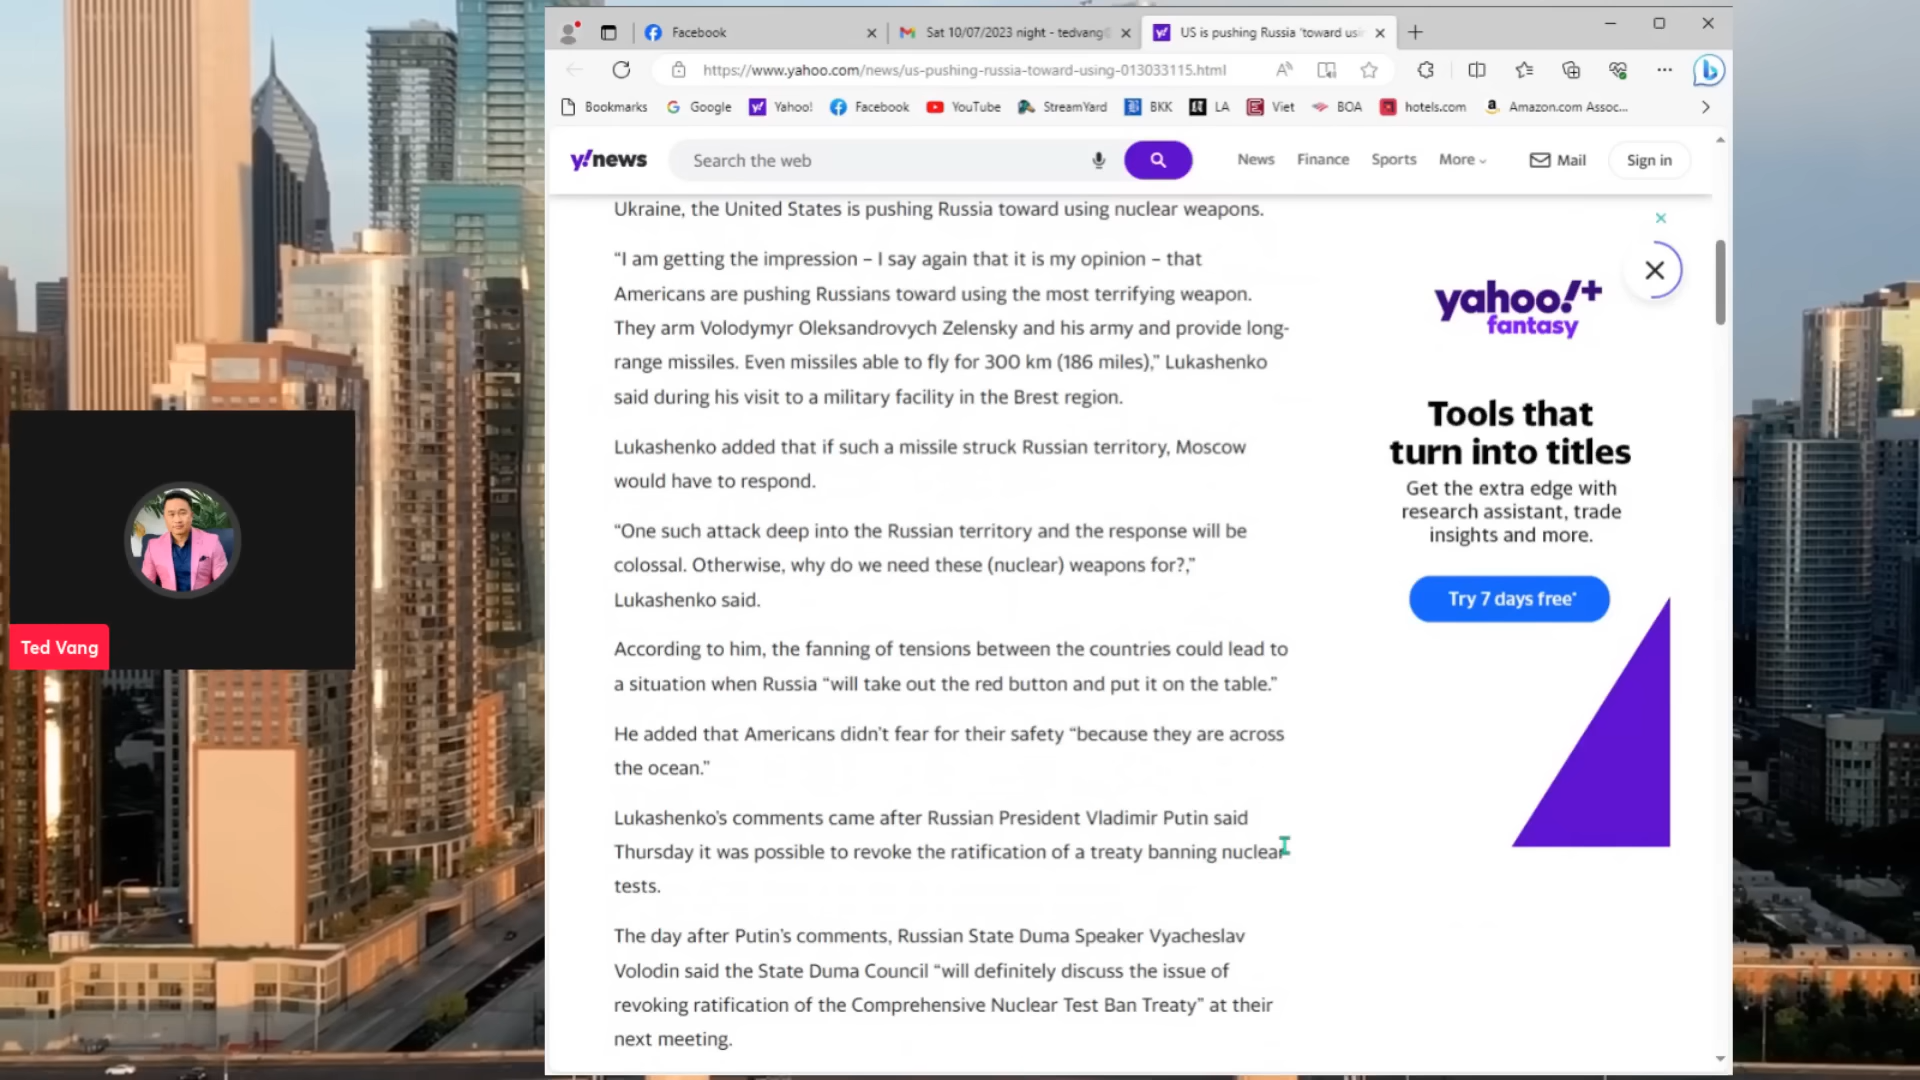 Facebook
Sat 10/07/2023 night - tedvang
US is pushing Russia 'toward usi
https://www.yahoo.com/news/us-pushing-russia-toward-using-013033115.html
Bookmarks
Google
Yahoo!
Facebook
YouTube
StreamYard
BKK
LA
Viet
BOA
hotels.com
Amazon.com Assoc...
y!news
Search the web
News
Finance
Sports
More
Mail
Sign in
Ukraine, the United States is pushing Russia toward using nuclear weapons.
“I am getting the impression – I say again that it is my opinion – that
Americans are pushing Russians toward using the most terrifying weapon.
They arm Volodymyr Oleksandrovych Zelensky and his army and provide long-
range missiles. Even missiles able to fly for 300 km (186 miles),” Lukashenko
said during his visit to a military facility in the Brest region.
Lukashenko added that if such a missile struck Russian territory, Moscow
would have to respond.
“One such attack deep into the Russian territory and the response will be
colossal. Otherwise, why do we need these (nuclear) weapons for?,”
Lukashenko said.
According to him, the fanning of tensions between the countries could lead to
a situation when Russia “will take out the red button and put it on the table.”
He added that Americans didn’t fear for their safety “because they are across
the ocean.”
Lukashenko’s comments came after Russian President Vladimir Putin said
Thursday it was possible to revoke the ratification of a treaty banning nuclear
tests.
The day after Putin’s comments, Russian State Duma Speaker Vyacheslav
Volodin said the State Duma Council “will definitely discuss the issue of
revoking ratification of the Comprehensive Nuclear Test Ban Treaty” at their
next meeting.
yahoo!+
fantasy
Tools that
turn into titles
Get the extra edge with
research assistant, trade
insights and more.
Try 7 days free*
Ted Vang